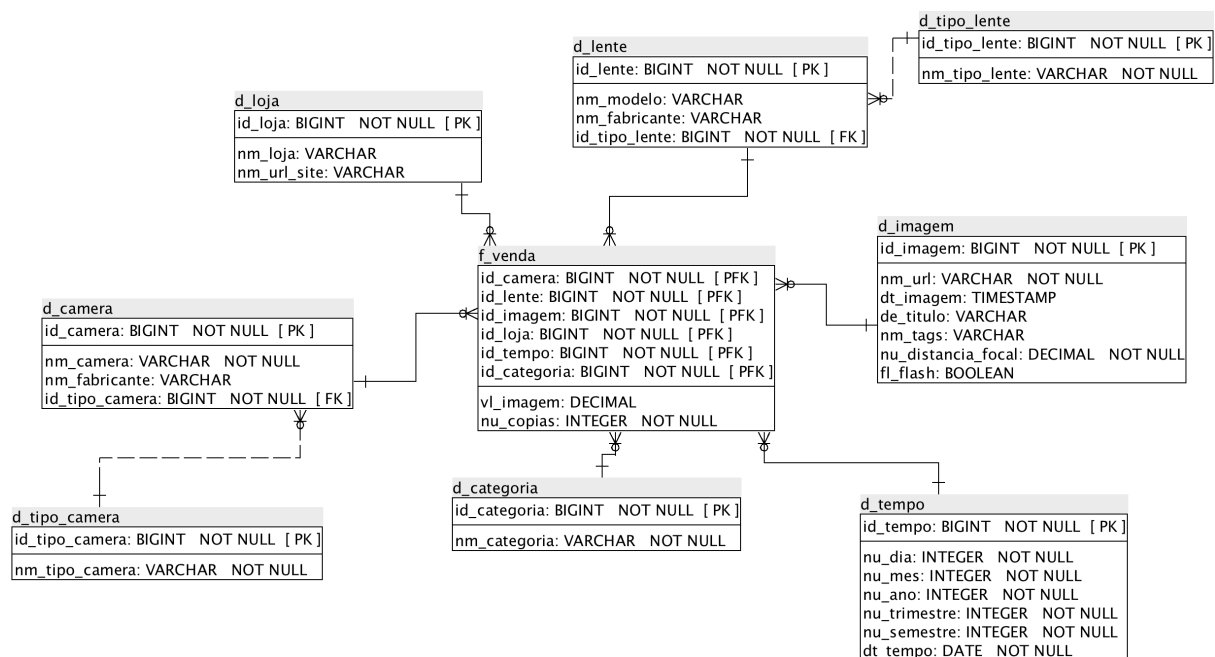 d_tipo_lente
id_tipo_lente: BIGINT NOT NULL [ PK ]
nm_tipo_lente: VARCHAR NOT NULL
d_lente
id_lente: BIGINT NOT NULL [ PK ]
nm_modelo: VARCHAR
nm_fabricante: VARCHAR
id_tipo_lente: BIGINT NOT NULL [ FK ]
d_loja
id_loja: BIGINT NOT NULL [ PK ]
nm_loja: VARCHAR
nm_url_site: VARCHAR
d_imagem
id_imagem: BIGINT NOT NULL [ PK ]
nm_url: VARCHAR NOT NULL
dt_imagem: TIMESTAMP
de_titulo: VARCHAR
nm_tags: VARCHAR
nu_distancia_focal: DECIMAL NOT NULL
fl_flash: BOOLEAN
f_venda
id_camera: BIGINT NOT NULL [ PFK ]
id_lente: BIGINT NOT NULL [ PFK ]
id_imagem: BIGINT NOT NULL [ PFK ]
id_loja: BIGINT NOT NULL [ PFK ]
id_tempo: BIGINT NOT NULL [ PFK ]
id_categoria: BIGINT NOT NULL [ PFK ]
vl_imagem: DECIMAL
nu_copias: INTEGER NOT NULL
d_camera
id_camera: BIGINT NOT NULL [ PK ]
nm_camera: VARCHAR NOT NULL
nm_fabricante: VARCHAR
id_tipo_camera: BIGINT NOT NULL [ FK ]
d_categoria
id_categoria: BIGINT NOT NULL [ PK ]
nm_categoria: VARCHAR NOT NULL
d_tipo_camera
id_tipo_camera: BIGINT NOT NULL [ PK ]
nm_tipo_camera: VARCHAR NOT NULL
d_tempo
id_tempo: BIGINT NOT NULL [ PK ]
nu_dia: INTEGER NOT NULL
nu_mes: INTEGER NOT NULL
nu_ano: INTEGER NOT NULL
nu_trimestre: INTEGER NOT NULL
nu_semestre: INTEGER NOT NULL
dt_tempo: DATE NOT NULL